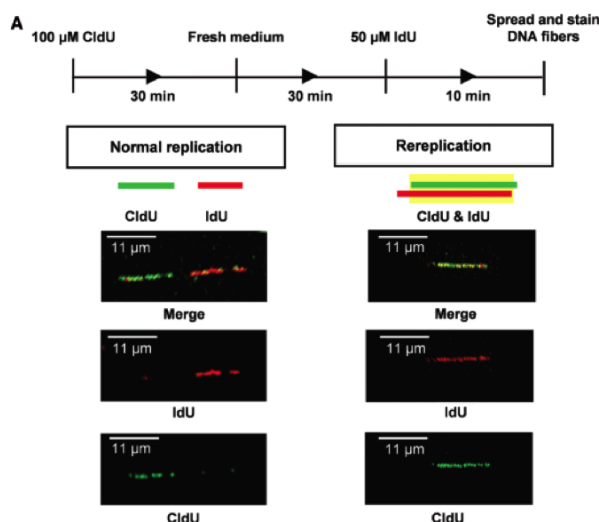 A
100 µM CldU
Fresh medium
50 µM IdU
Spread and stain
DNA fibers
30 min
30 min
10 min
Normal replication
Rereplication
CldU
IdU
CldU & IdU
11 µm
11 µm
Merge
Merge
11 µm
11 µm
IdU
IdU
11 µm
11 µm
CldU
CldU